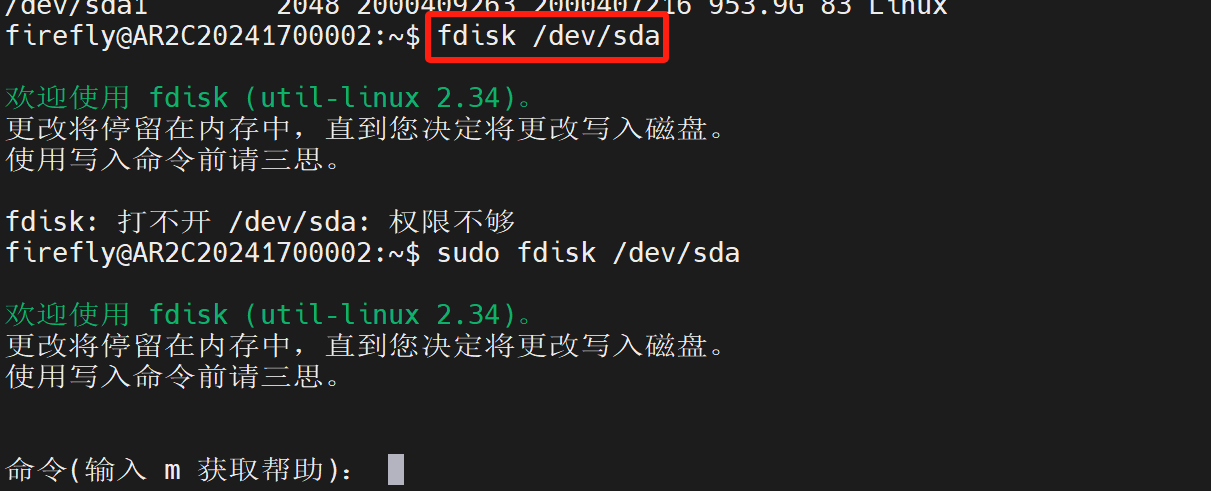 /dev/sda1 2048 2000409263 2000407216 953.9G 83 Linux
firefly@AR2C20241700002:~$ fdisk /dev/sda
欢迎使用 fdisk (util-linux 2.34)。
更改将停留在内存中，直到您决定将更改写入磁盘。
使用写入命令前请三思。
fdisk: 打不开 /dev/sda: 权限不够
firefly@AR2C20241700002:~$ sudo fdisk /dev/sda
欢迎使用 fdisk (util-linux 2.34)。
更改将停留在内存中，直到您决定将更改写入磁盘。
使用写入命令前请三思。
命令(输入 m 获取帮助)：